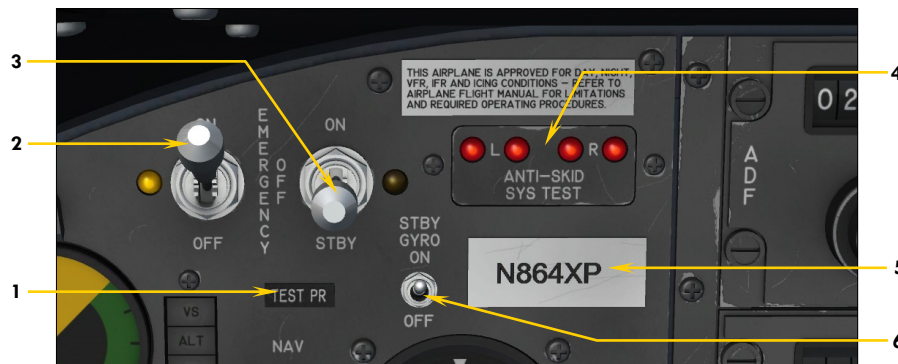 3
4
2
1
5
6
THIS AIRPLANE IS APPROVED FOR DAY, NIGHT,
VFR, IFR AND ICING CONDITIONS – REFER TO
AIRPLANE FLIGHT MANUAL FOR LIMITATIONS
AND REQUIRED OPERATING PROCEDURES.
ON
EMERGENCY
OFF
ON
L
R
ANTI-SKID
SYS TEST
ADF
02
OFF
STBY
STBY
GYRO
ON
N864XP
TEST PR
VS
ALT
NAV
OFF